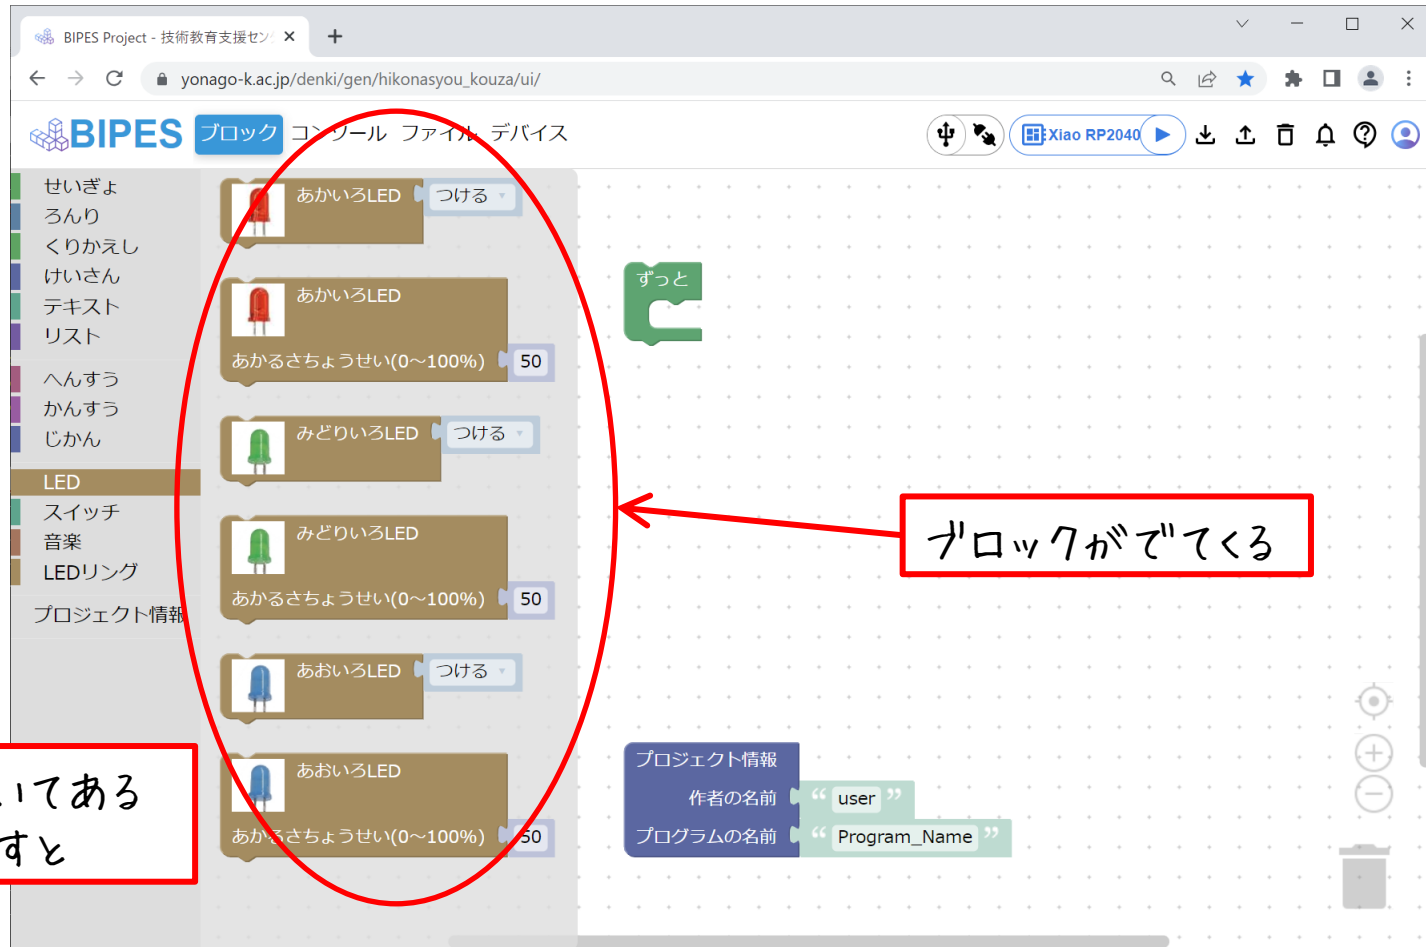 BIPES Project - 技術教育支援セン
yonago-k.ac.jp/denki/gen/hikonasyou_kouza/ui/
BIPES ブロック コンソール ファイル デバイス
Xiao RP2040
せいぎょ
ろんり
くりかえし
けいさん
テキスト
リスト
へんすう
かんすう
じかん
LED
スイッチ
音楽
LEDリング
プロジェクト情報
あかいろLED つける
あかいろLED
あかるさちょうせい(0～100%) 50
みどりいろLED つける
みどりいろLED
あかるさちょうせい(0～100%) 50
あおいろLED つける
あおいろLED
あかるさちょうせい(0～100%) 50
ずっと
ブロックがでてくる
いてある
すと
プロジェクト情報
作者の名前 “ user ”
プログラムの名前 “ Program_Name ”